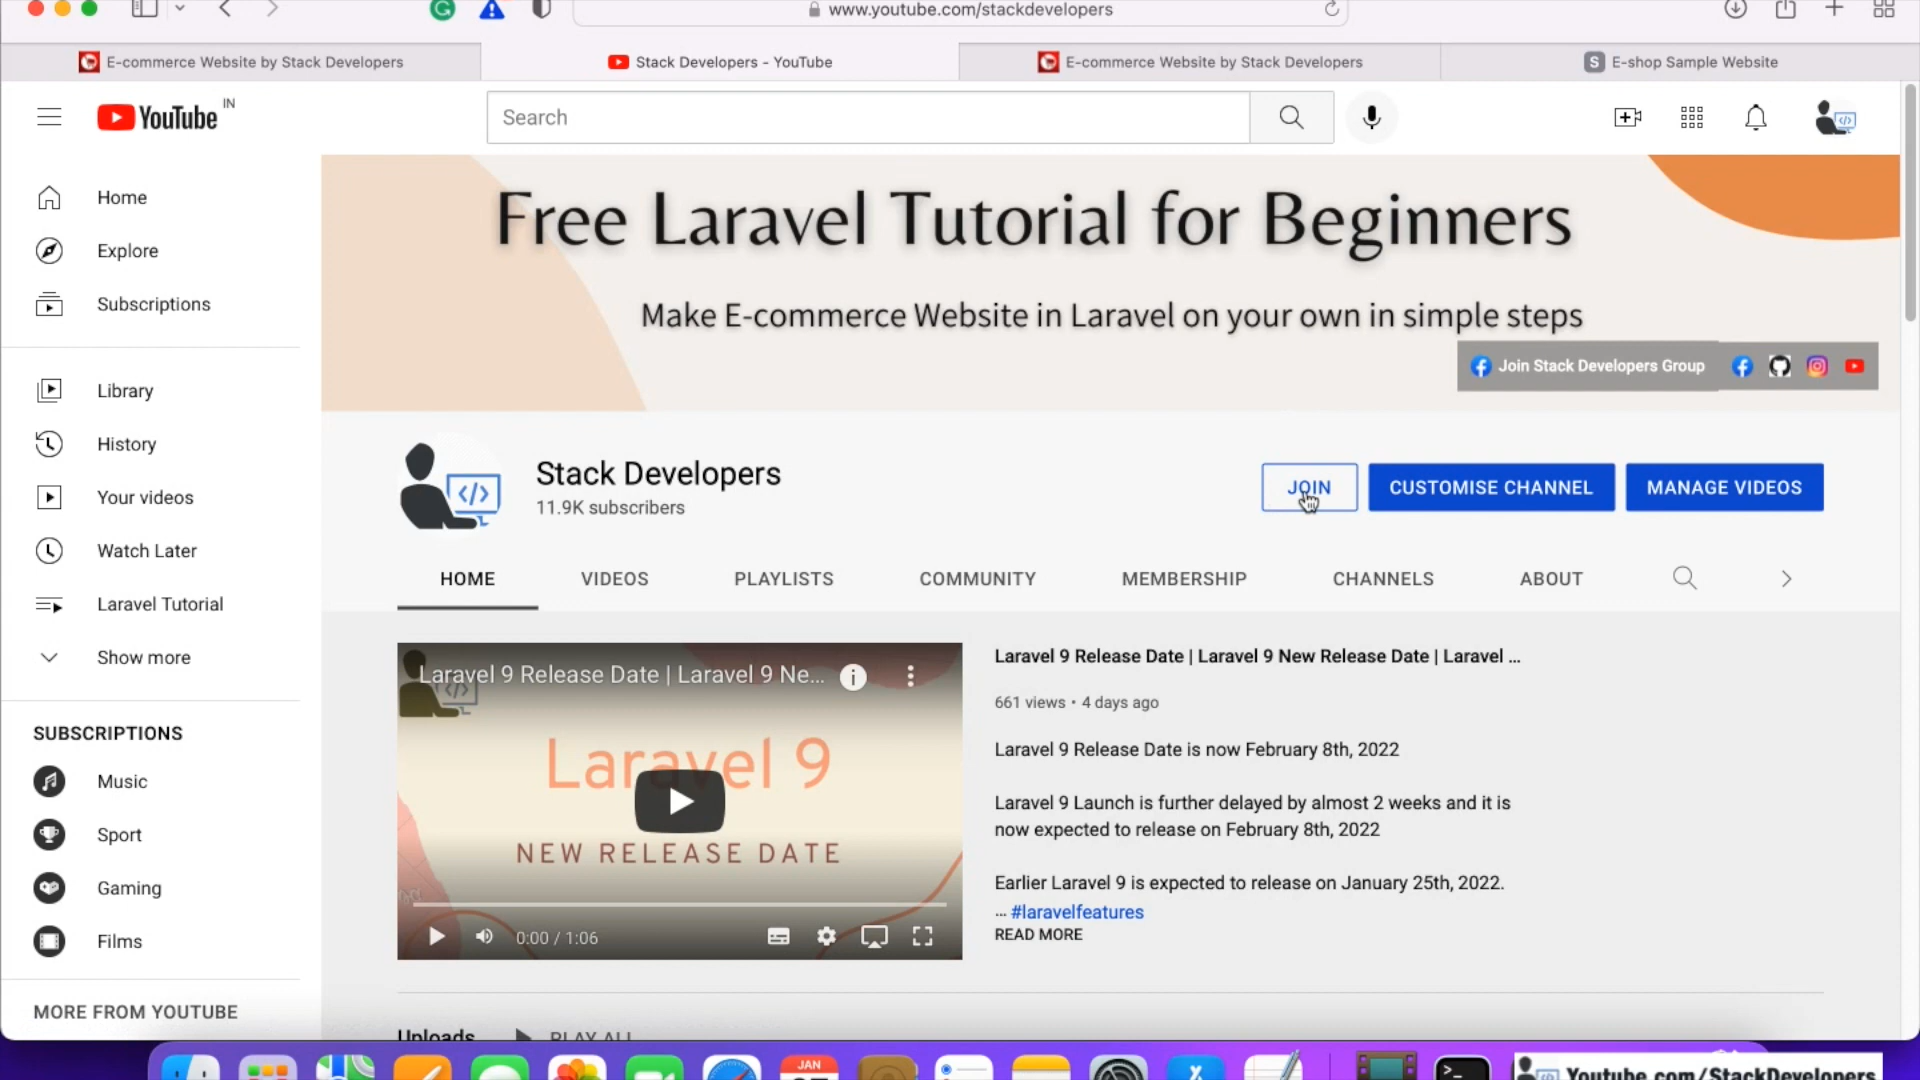 www.youtube.com/stackdevelopers
E-commerce Website by Stack Developers
Stack Developers - YouTube
E-commerce Website by Stack Developers
S
E-shop Sample Website
YouTube IN
Search
Home
Explore
Subscriptions
Library
History
Your videos
Watch Later
Laravel Tutorial
Show more
SUBSCRIPTIONS
Music
Sport
Gaming
Films
MORE FROM YOUTUBE
Free Laravel Tutorial for Beginners
Make E-commerce Website in Laravel on your own in simple steps
Join Stack Developers Group
Stack Developers
11.9K subscribers
JOIN
CUSTOMISE CHANNEL
MANAGE VIDEOS
HOME
VIDEOS
PLAYLISTS
COMMUNITY
MEMBERSHIP
CHANNELS
ABOUT
Laravel 9 Release Date | Laravel 9 Ne...
Laravel 9
NEW RELEASE DATE
0:00 / 1:06
Laravel 9 Release Date | Laravel 9 New Release Date | Laravel ...
661 views • 4 days ago
Laravel 9 Release Date is now February 8th, 2022
Laravel 9 Launch is further delayed by almost 2 weeks and it is
now expected to release on February 8th, 2022
Earlier Laravel 9 is expected to release on January 25th, 2022.
... #laravelfeatures
READ MORE
Uploads
PLAY ALL
JAN
Youtube.com/StackDevelopers